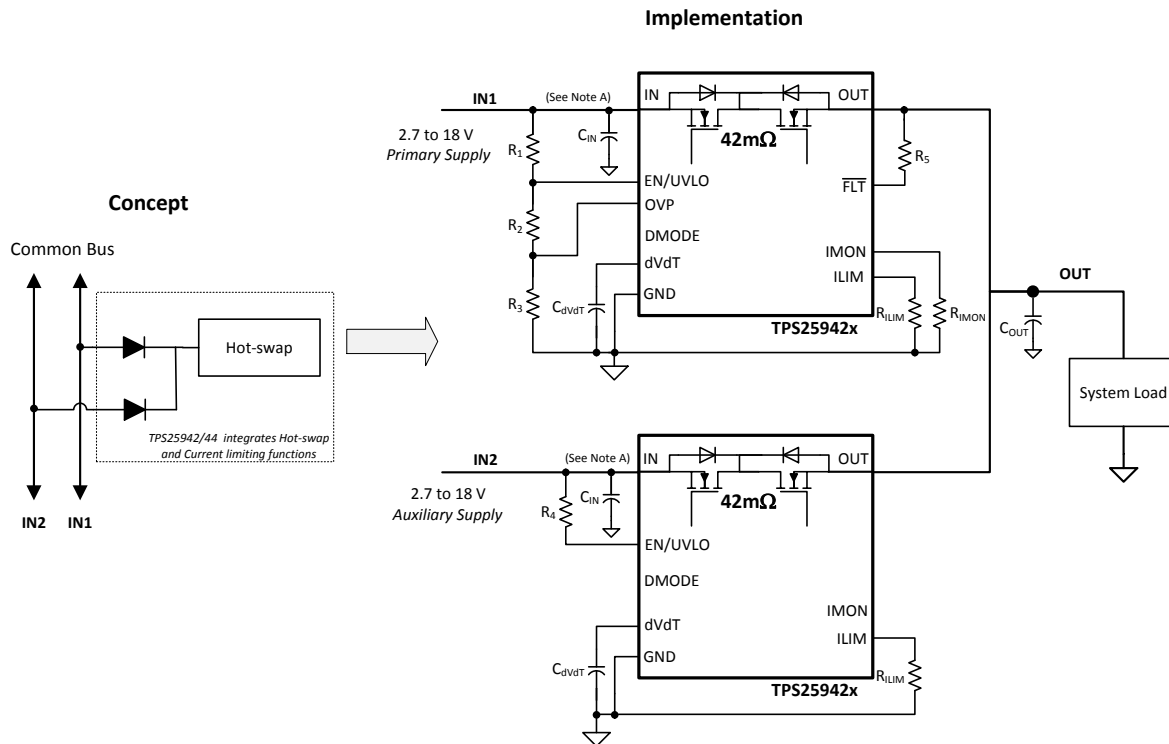 Implementation
IN1
(See Note A)
IN
OUT
2.7 to 18 V
Primary Supply
R1
CIN
42mΩ
R5
EN/UVLO
FLT
OVP
R2
DMODE
IMON
dVdT
ILIM
R3
CdVdT
GND
RILIM
RIMON
TPS25942x
OUT
COUT
System Load
Concept
Common Bus
Hot-swap
TPS25942/44 integrates Hot-swap
and Current limiting functions
IN2
IN1
IN2
(See Note A)
IN
OUT
2.7 to 18 V
Auxiliary Supply
R4
CIN
42mΩ
EN/UVLO
DMODE
IMON
dVdT
ILIM
GND
CdVdT
RILIM
TPS25942x